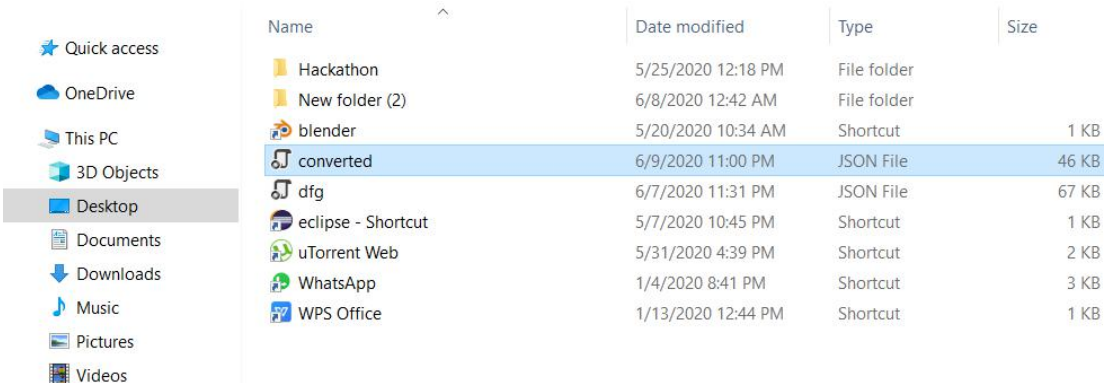 Name Date modified Type Size
Quick access
OneDrive
This PC
3D Objects
Desktop
Documents
Downloads
Music
Pictures
Videos
Hackathon 5/25/2020 12:18 PM File folder
New folder (2) 6/8/2020 12:42 AM File folder
blender 5/20/2020 10:34 AM Shortcut 1 KB
converted 6/9/2020 11:00 PM JSON File 46 KB
dfg 6/7/2020 11:31 PM JSON File 67 KB
eclipse - Shortcut 5/7/2020 10:45 PM Shortcut 1 KB
uTorrent Web 5/31/2020 4:39 PM Shortcut 2 KB
WhatsApp 1/4/2020 8:41 PM Shortcut 3 KB
WPS Office 1/13/2020 12:44 PM Shortcut 1 KB